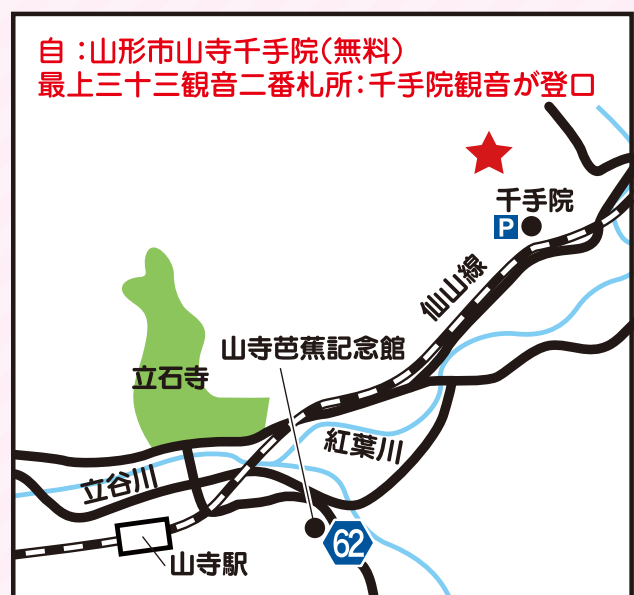 自：山形市山寺千手院（無料）
最上三十三観音二番札所：千手院観音が登口
千手院
P
仙山線
山寺芭蕉記念館
立石寺
紅葉川
立谷川
62
山寺駅